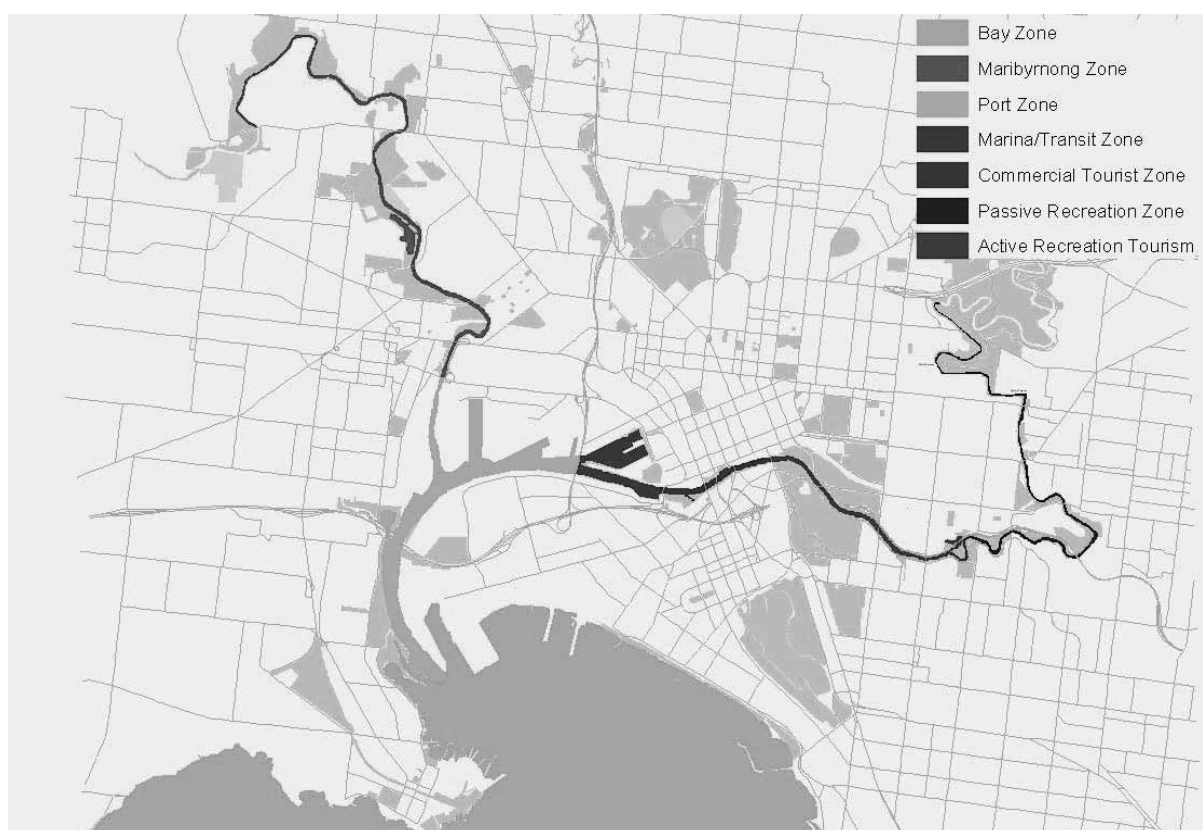 Bay Zone
Maribyrnong Zone
Port Zone
Marina/Transit Zone
Commercial Tourist Zone
Passive Recreation Zone
Active Recreation Tourism